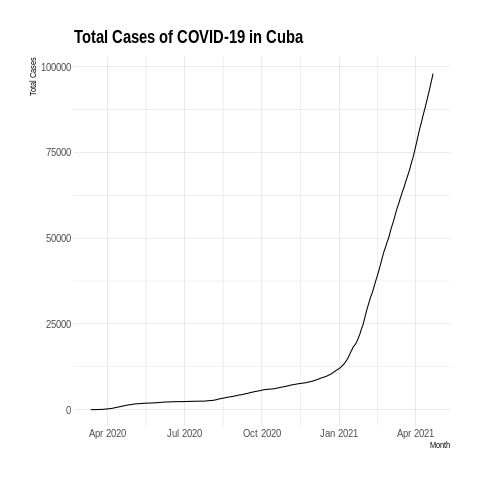 Total Cases of COVID-19 in Cuba
Total Cases
100000
75000
50000
25000
0
Apr 2020 Jul 2020 Oct 2020 Jan 2021 Apr 2021
Month